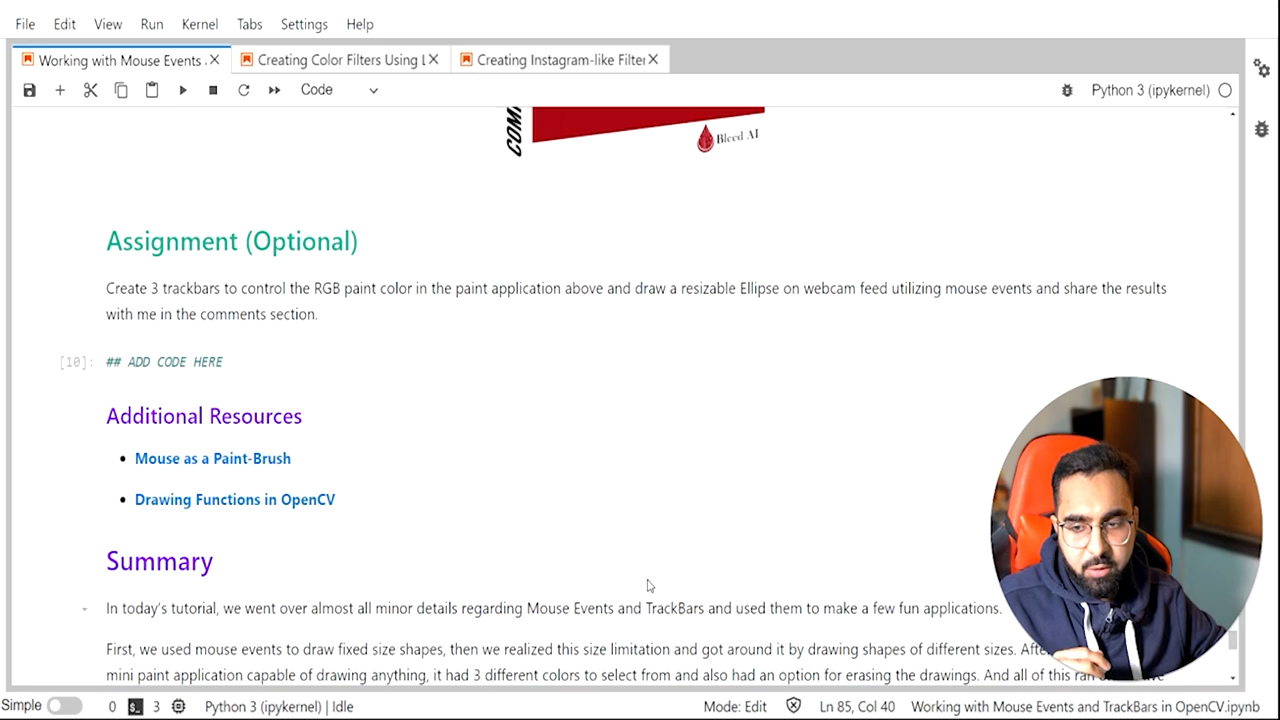 File Edit View Run Kernel Tabs Settings Help
Working with Mouse Events Creating Color Filters Using L Creating Instagram-like Filter
Code Python 3 (ipykernel)
COM
Bleed AI
Assignment (Optional)
Create 3 trackbars to control the RGB paint color in the paint application above and draw a resizable Ellipse on webcam feed utilizing mouse events and share the results
with me in the comments section.
[10]: ## ADD CODE HERE
Additional Resources
• Mouse as a Paint-Brush
• Drawing Functions in OpenCV
Summary
In today's tutorial, we went over almost all minor details regarding Mouse Events and TrackBars and used them to make a few fun applications.
First, we used mouse events to draw fixed size shapes, then we realized this size limitation and got around it by drawing shapes of different sizes.
mini paint application capable of drawing anything, it had 3 different colors to select from and also had an option for erasing the drawings. And all of this ran
Simple 0 3 Python 3 (ipykernel) | Idle Mode: Edit Ln 85, Col 40 Working with Mouse Events and TrackBars in OpenCV.ipynb